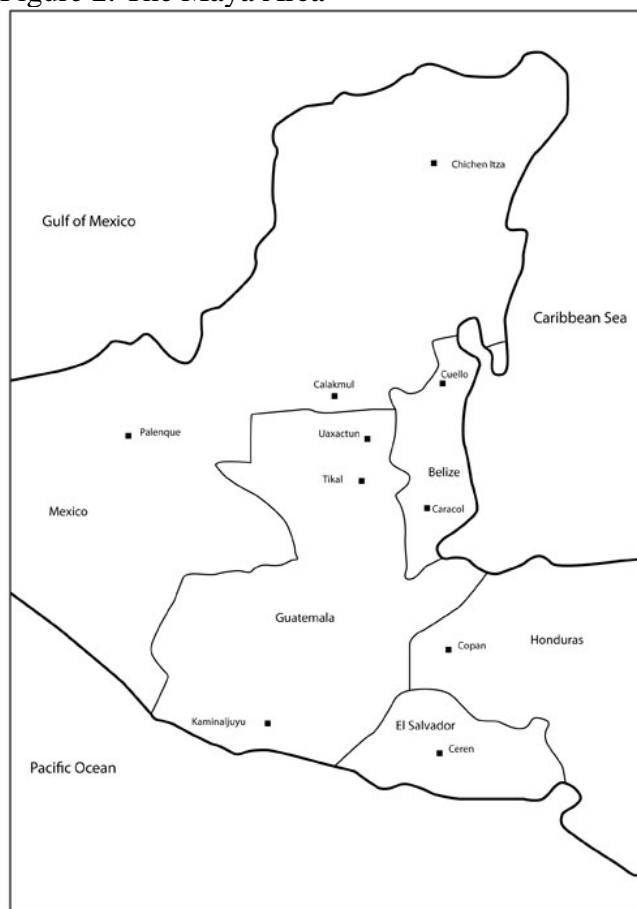 Figure 2: The Maya Area
Chichen Itza
Gulf of Mexico
Caribbean Sea
Cuello
Calakmul
Palenque
Uaxactun
Belize
Tikal
Mexico
Caracol
Guatemala
Honduras
Copan
Kaminaljuyu
El Salvador
Ceren
Pacific Ocean